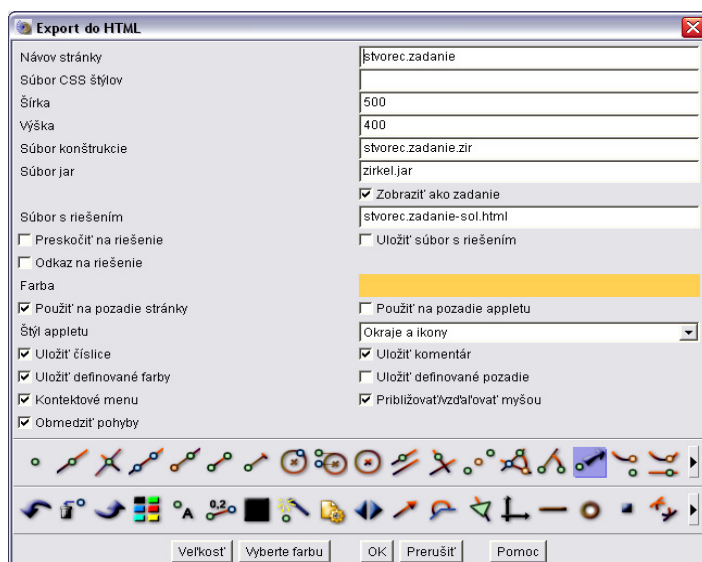 Export do HTML
Návov stránky stvorec.zadanie
Súbor CSS štýlov
Šírka 500
Výška 400
Súbor konštrukcie stvorec.zadanie.zir
Súbor jar zirkel.jar
Zobraziť ako zadanie
Súbor s riešením stvorec.zadanie-sol.html
Preskočiť na riešenie Uložiť súbor s riešením
Odkaz na riešenie
Farba
Použiť na pozadie stránky Použiť na pozadie appletu
Štýl appletu Okraje a ikony
Uložiť číslice Uložiť komentár
Uložiť definované farby Uložiť definované pozadie
Kontektové menu Približovať/vzďaľovať myšou
Obmedziť pohyby
A 0,2
Veľkosť Vyberte farbu OK Prerušiť Pomoc